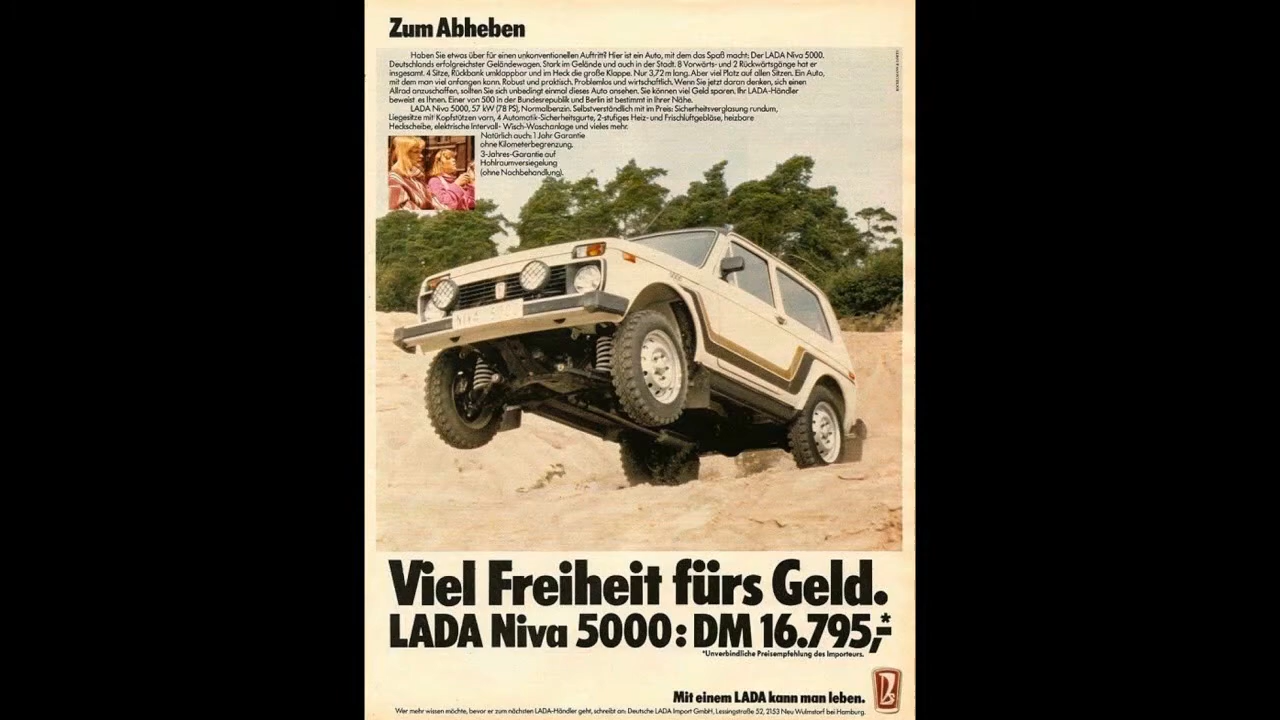 Zum Abheben
Haben Sie etwas über für einen unkonventionellen Auftritt? Hier ist ein Auto, mit dem das Spaß macht: Der LADA Niva 5000.
Deutschlands erfolgreichster Geländewagen. Stark im Gelände und auch in der Stadt. 8 Vorwärts- und 2 Rückwärtsgänge hat er
insgesamt. 4 Sitze, Rückbank umklappbar und im Heck die große Klappe. Nur 3,72 m lang. Aber viel Platz auf allen Sitzen. Ein Auto,
mit dem man viel anfangen kann. Robust und praktisch. Problemlos und wirtschaftlich. Wenn Sie jetzt daran denken, sich einen
Allrad anzuschaffen, sollten Sie sich unbedingt einmal dieses Auto ansehen. Sie können viel Geld sparen. Ihr LADA-Händler
beweist es Ihnen. Einer von 500 in der Bundesrepublik und Berlin ist bestimmt in Ihrer Nähe.
LADA Niva 5000, 57 kW (78 PS), Normalbenzin. Selbstverständlich mit im Preis: Sicherheitsverglasung rundum,
Liegesitze mit Kopfstützen vorn, 4 Automatik-Sicherheitsgurte, 2-stufiges Heiz- und Frischluftgebläse, heizbare
Heckscheibe, elektrische Intervall- Wisch-Waschanlage und vieles mehr.
Natürlich auch: 1 Jahr Garantie
ohne Kilometerbegrenzung,
3-Jahres-Garantie auf
Hohlraumversiegelung
(ohne Nachbehandlung).
Viel Freiheit fürs Geld.
LADA Niva 5000: DM 16.795,-*
*Unverbindliche Preisempfehlung des Importeurs.
Mit einem LADA kann man leben.
Wer mehr wissen möchte, bevor er zum nächsten LADA-Händler geht, schreibt an: Deutsche LADA Import GmbH, Lessingstraße 52, 2153 Neu Wulmstorf bei Hamburg.